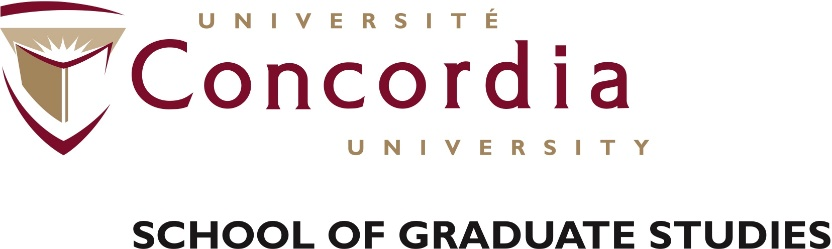 UNIVERSITÉ
Concordia
UNIVERSITY
SCHOOL OF GRADUATE STUDIES